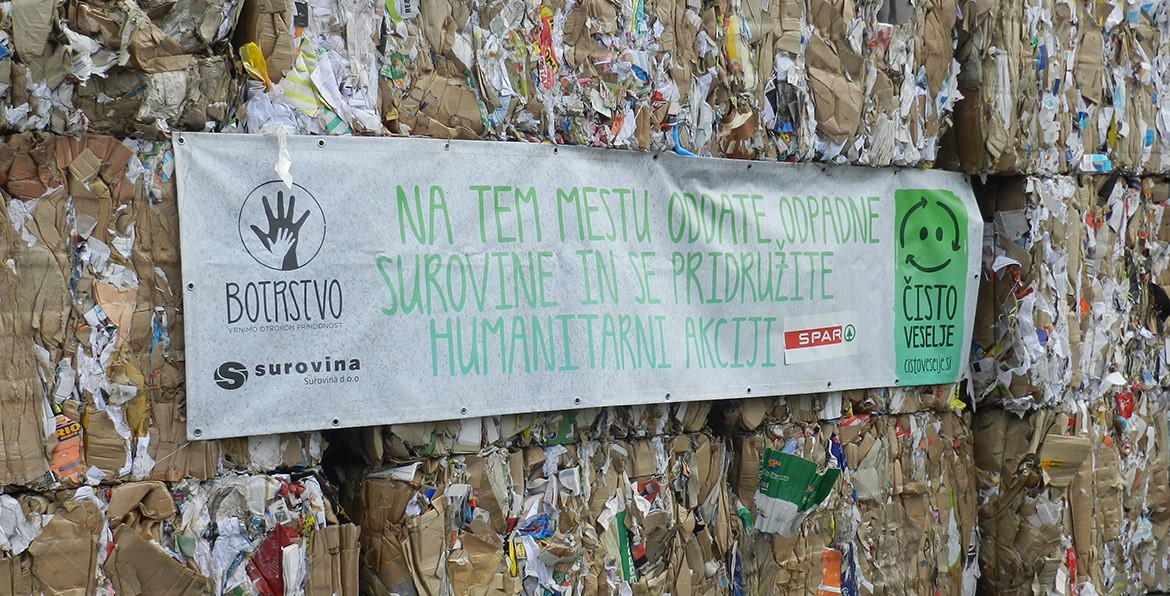 BOTRSTVO
VRNIMO OTROKOM PRIHODNOST
surovina
Surovina d.o.o.
NA TEM MESTU ODDATE ODPADNE
SUROVINE IN SE PRIDRUŽITE
HUMANITARNI AKCIJI
SPAR
ČISTO
VESELJE
cistoveselje.si